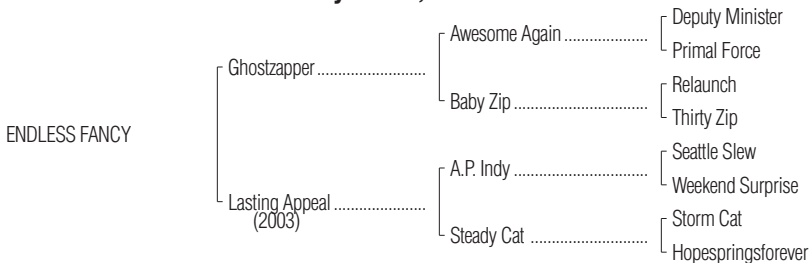 Deputy Minister
Awesome Again
Primal Force
Ghostzapper
Relaunch
Baby Zip
Thirty Zip
ENDLESS FANCY
Seattle Slew
A.P. Indy
Weekend Surprise
Lasting Appeal
(2003)
Storm Cat
Steady Cat
Hopespringsforever